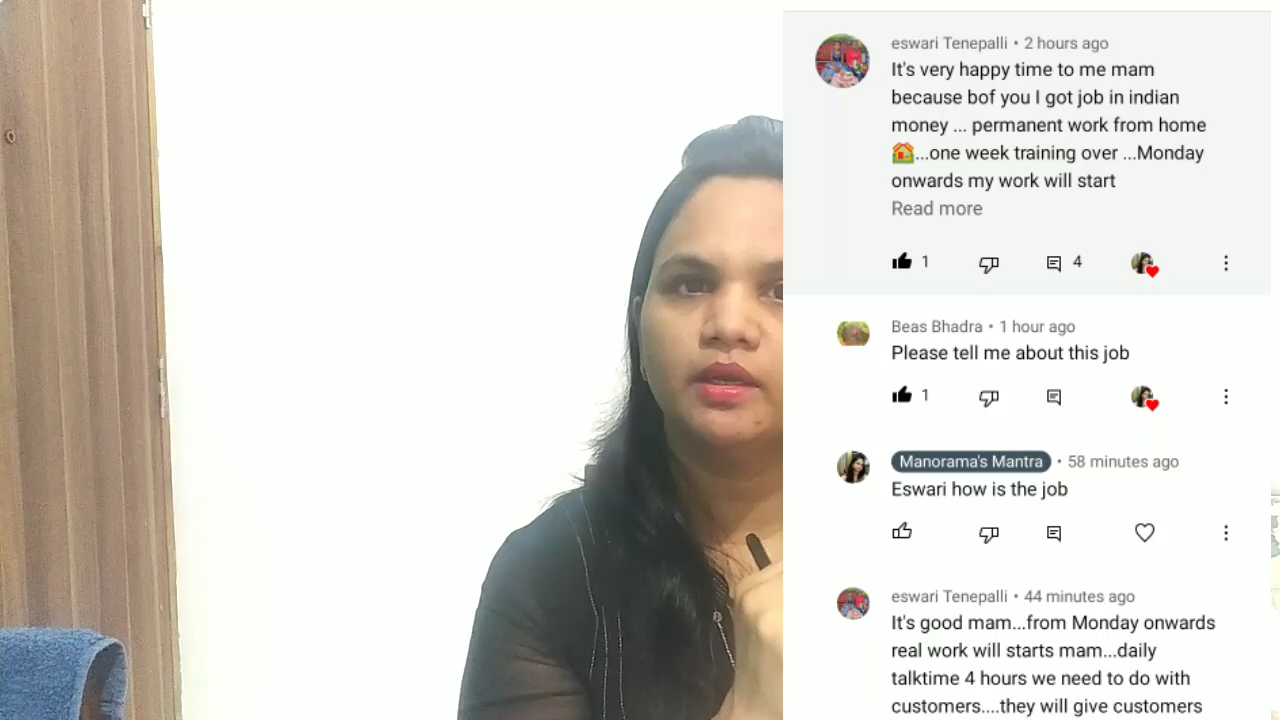 eswari Tenepalli • 2 hours ago
It's very happy time to me mam
because bof you I got job in indian
money ... permanent work from home
🏠...one week training over ...Monday
onwards my work will start
Read more
1
4
Beas Bhadra • 1 hour ago
Please tell me about this job
1
Manorama's Mantra • 58 minutes ago
Eswari how is the job
eswari Tenepalli • 44 minutes ago
It's good mam...from Monday onwards
real work will starts mam...daily
talktime 4 hours we need to do with
customers....they will give customers